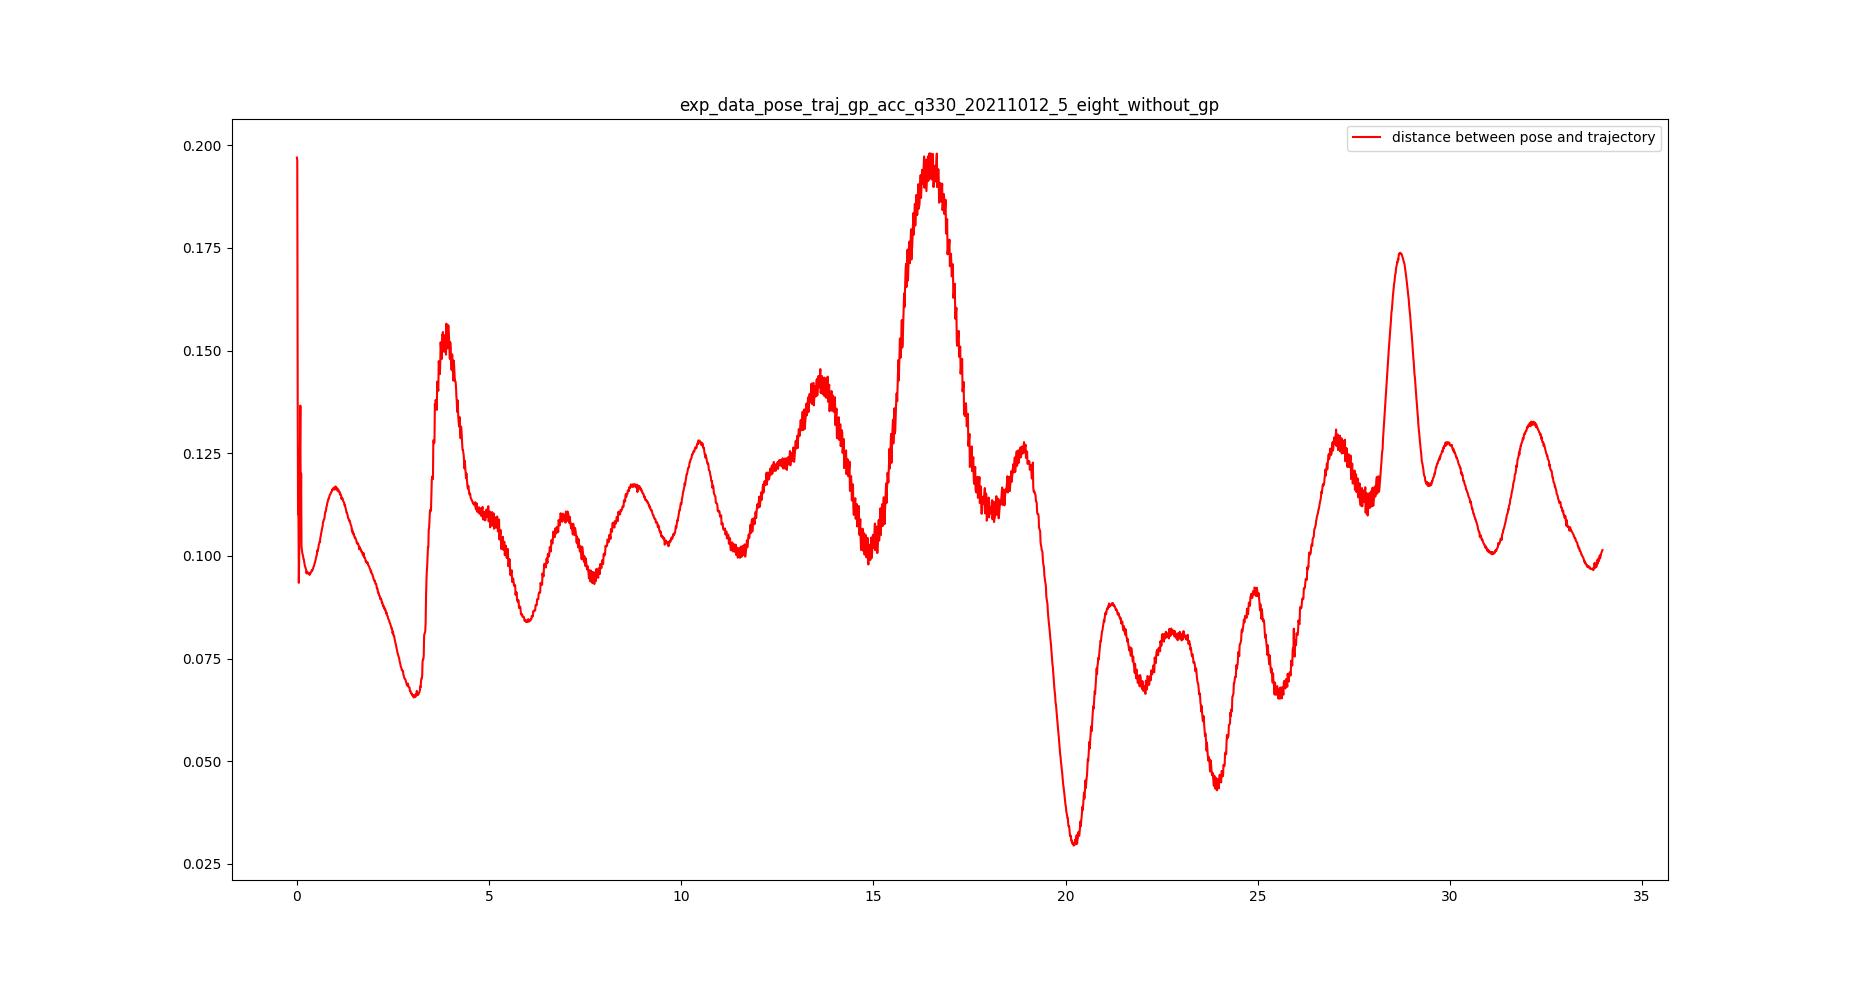 exp_data_pose_traj_gp_acc_q330_20211012_5_eight_without_gp
distance between pose and trajectory
0.200
0.175
0.150
0.125
0.100
0.075
0.050
0.025
0 5 10 15 20 25 30 35